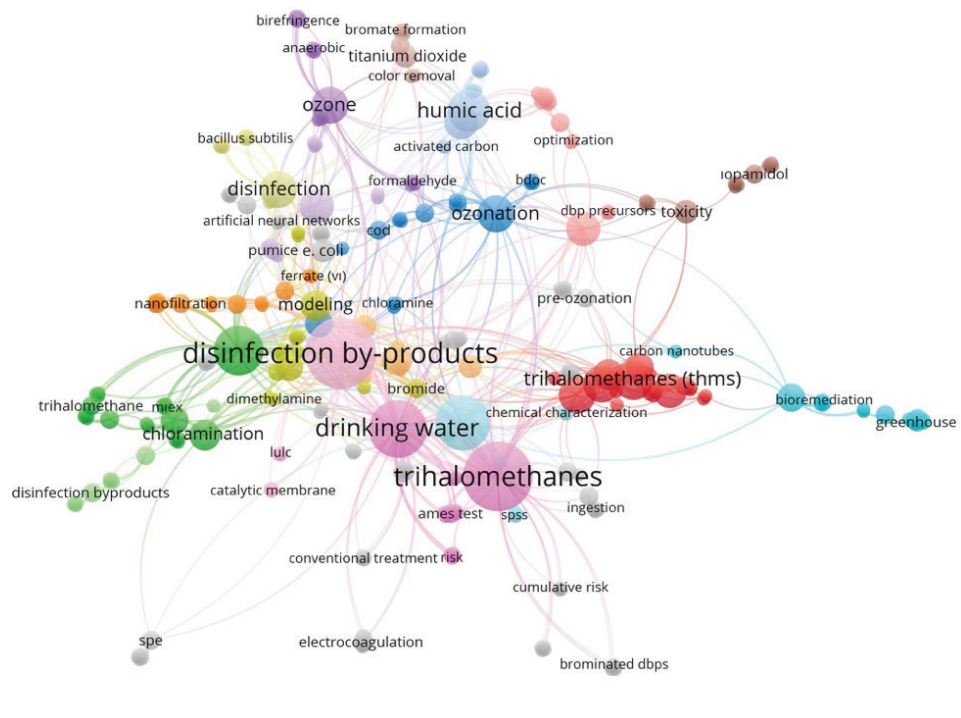 birefringence
bromate formation
anaerobic
titanium dioxide
color removal
ozone
humic acid
bacillus subtilis
activated carbon
optimization
disinfection
formaldehyde
bdoc
iopamidol
artificial neural networks
cod
ozonation
dbp precursors
toxicity
pumice
e. coli
ferrate (vi)
nanofiltration
modeling
chloramine
pre-ozonation
disinfection by-products
carbon nanotubes
trihalomethanes (thms)
bromide
dimethylamine
trihalomethane
miex
chemical characterization
bioremediation
greenhouse
chloramination
drinking water
lulc
trihalomethanes
disinfection byproducts
catalytic membrane
ames test
spss
ingestion
conventional treatment
risk
cumulative risk
spe
electrocoagulation
brominated dbps